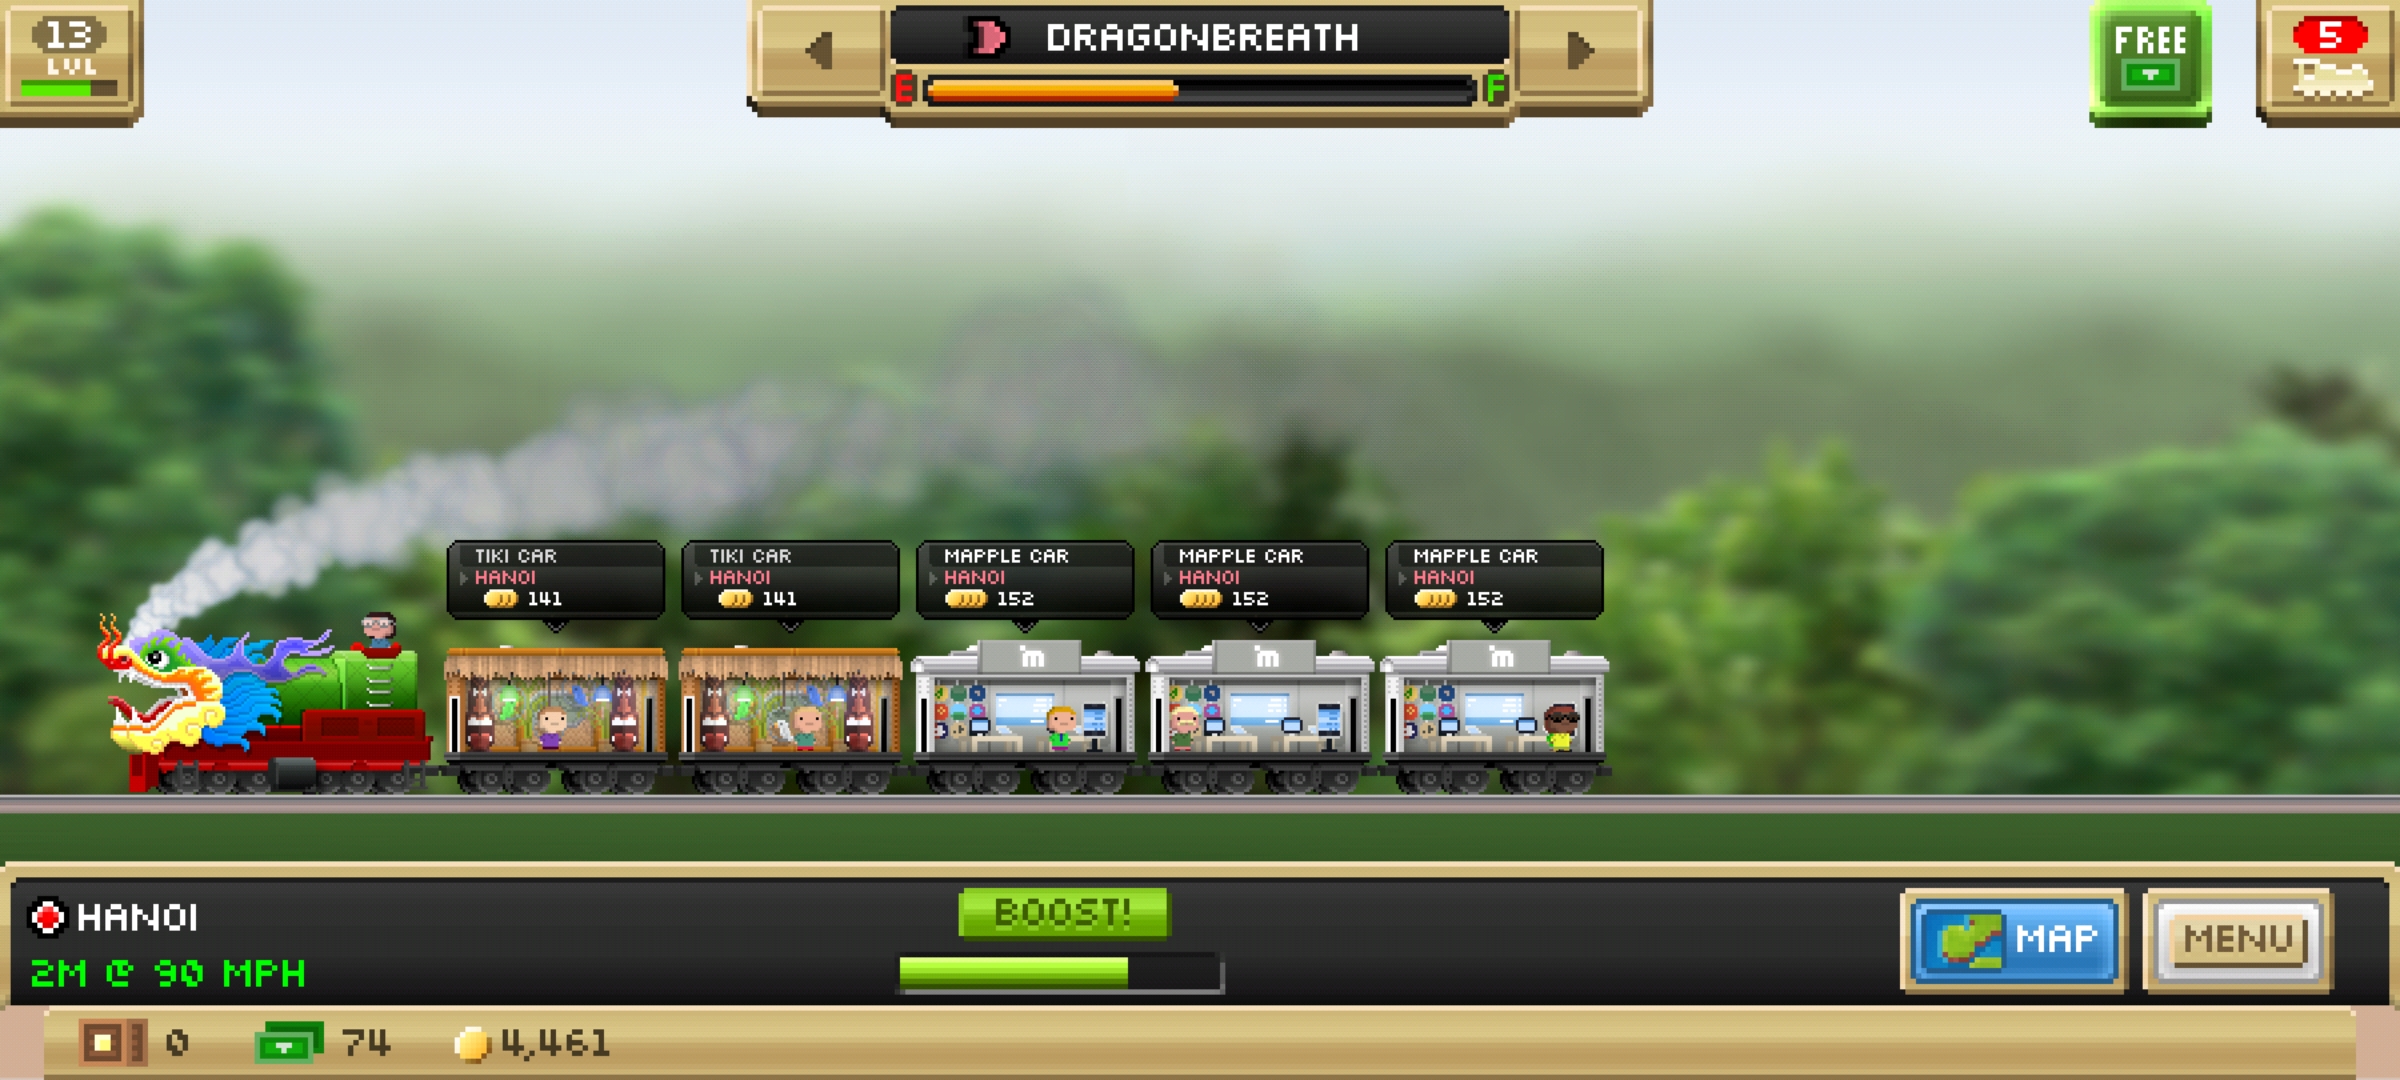 13
LVL
DRAGONBREATH
E F
FREE
5
TIKI CAR
HANOI
141
TIKI CAR
HANOI
141
MAPPLE CAR
HANOI
152
MAPPLE CAR
HANOI
152
MAPPLE CAR
HANOI
152
m m m
HANOI
2M @ 90 MPH
BOOST!
MAP
MENU
0 74 4,461